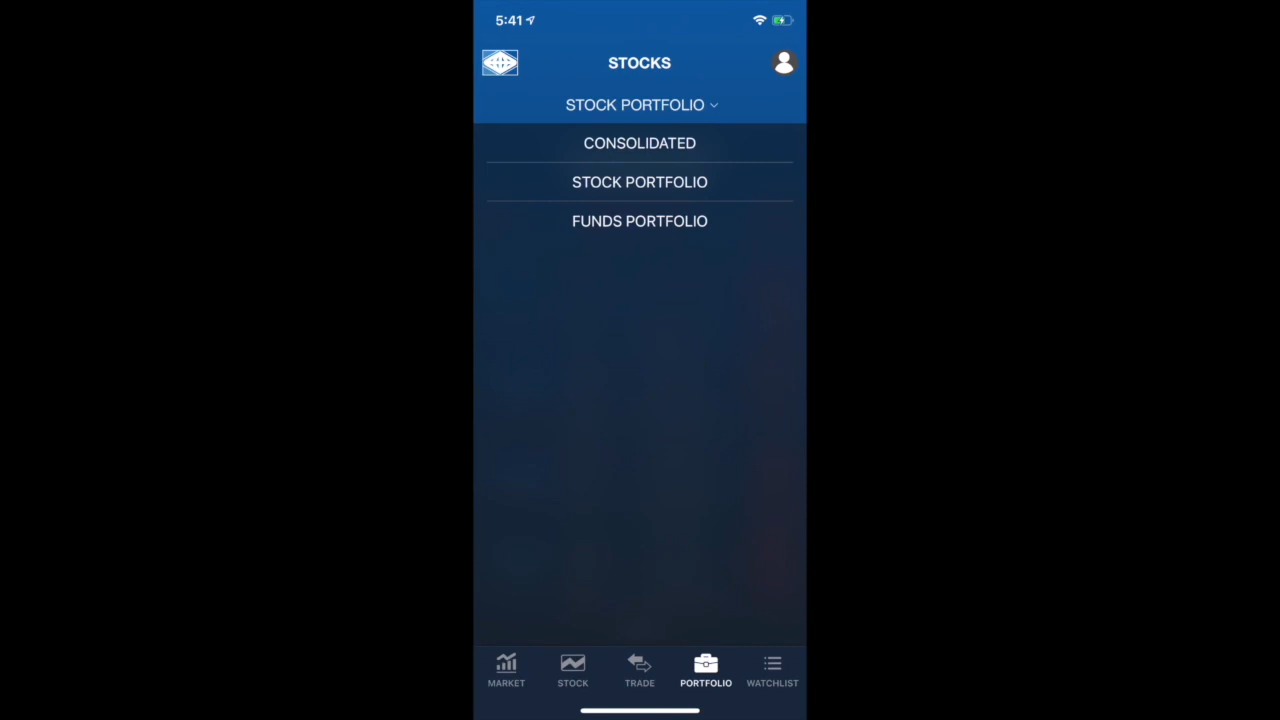 5:41
STOCKS
STOCK PORTFOLIO
CONSOLIDATED
STOCK PORTFOLIO
FUNDS PORTFOLIO
MARKET STOCK TRADE PORTFOLIO WATCHLIST